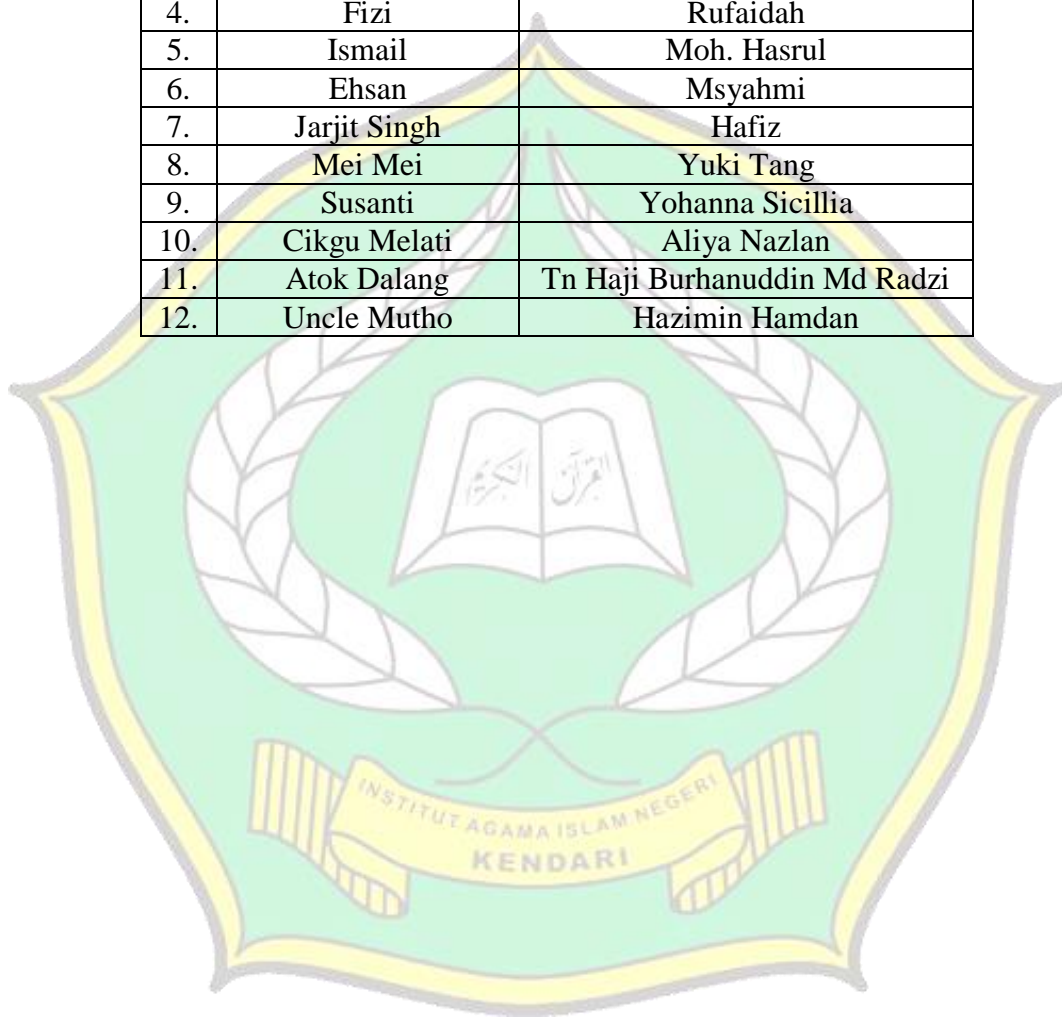 4. Fizi Rufaidah
5. Ismail Moh. Hasrul
6. Ehsan Msyahmi
7. Jarjit Singh Hafiz
8. Mei Mei Yuki Tang
9. Susanti Yohanna Sicillia
10. Cikgu Melati Aliya Nazlan
11. Atok Dalang Tn Haji Burhanuddin Md Radzi
12. Uncle Mutho Hazimin Hamdan
القرآن الكريم
INSTITUT AGAMA ISLAM NEGERI
KENDARI